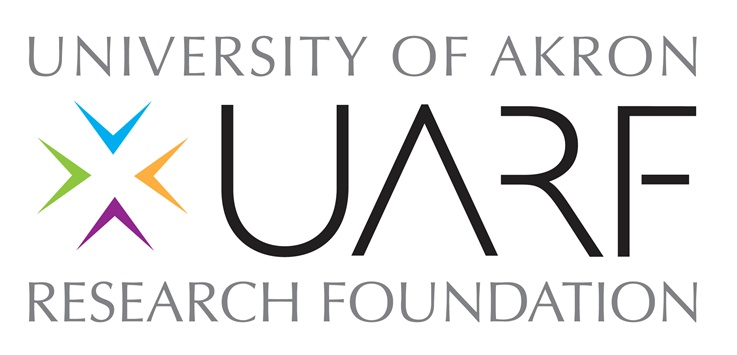 UNIVERSITY OF AKRON
UARF
RESEARCH FOUNDATION